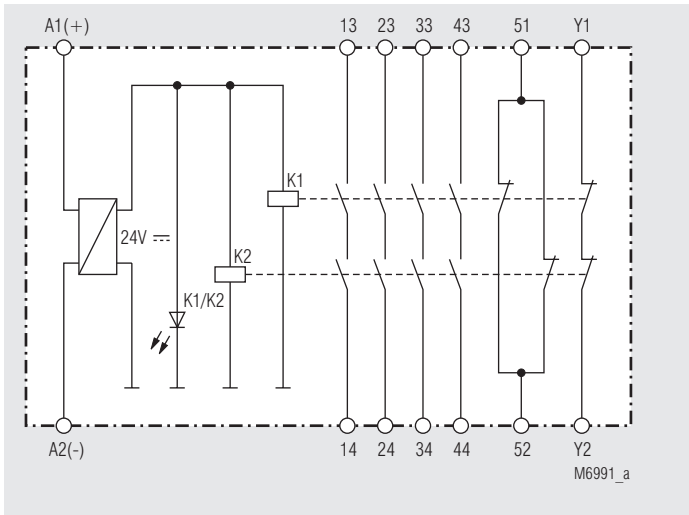 A1(+) 13 23 33 43 51 Y1
K1
24V
K2
K1/K2
A2(-) 14 24 34 44 52 Y2
M6991_a